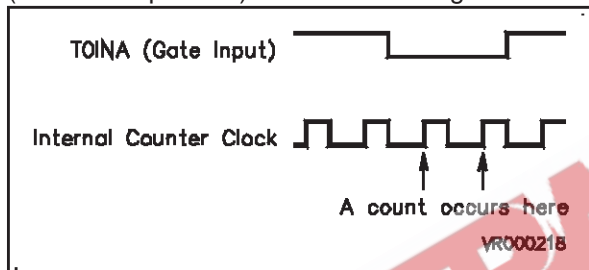 TOINA (Gate Input)
Internal Counter Clock
A count occurs here
VR000218